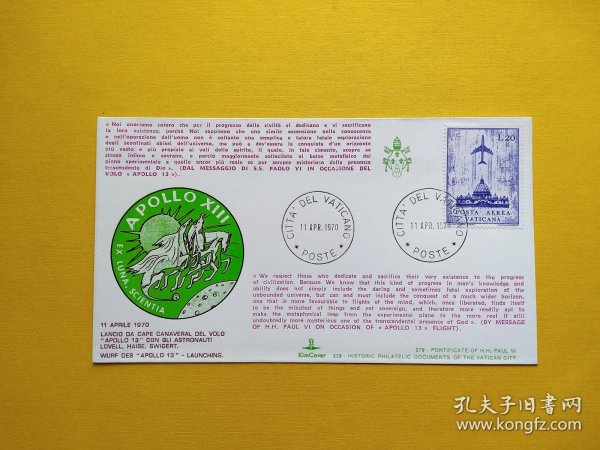 « Noi onoriamo coloro che per il progresso della civiltà vi dedicano e vi sacrificano
la loro esistenza; perché Noi sappiamo che una simile ascensione nella conoscenza
e nell'operazione dell'uomo non è soltanto una semplice e talora fatale esplorazione
degli sconfinati abissi dell'universo, ma può e dev'essere la conquista d'un orizzonte
più vasto e più propizio ai voli dello spirito, il quale, in tale cimento, scopre se
stesso infimo e sovrano, e perciò maggiormente sollecitato al balzo metafisico dal
piano sperimentale a quello ancora più reale se pur sempre misterioso della presenza
trascendente di Dio ». (DAL MESSAGGIO DI S.S. PAOLO VI IN OCCASIONE DEL
VOLO « APOLLO 13 »).
L.20
POSTA AEREA
VATICANA
CITTA' DEL VATICANO
11 APR. 1970
* POSTE *
CITTA' DEL VATICANO
11 APR. 1970
* POSTE *
APOLLO XIII
EX LUNA, SCIENTIA
« We respect those who dedicate and sacrifice their very existence to the progress
of civilization. Because We know that this kind of progress in man's knowledge and
ability does not simply include the daring and sometimes fatal exploration of the
unbounded universe, but can and must include the conquest of a much wider horizon,
one that is more favourable to flights of the mind, which, once liberated, finds itself
to be the minutest of things and yet sovereign, and therefore more readily apt to
make the metaphysical leap from the experimental plane to the more real if still
undoubtedly more mysterious one of the transcendental presence of God ». (BY MESSAGE
OF H.H. PAUL VI ON OCCASION OF « APOLLO 13 » FLIGHT).
11 APRILE 1970
LANCIO DA CAPE CANAVERAL DEL VOLO
"APOLLO 13" CON GLI ASTRONAUTI
LOVELL, HAISE, SWIGERT.
WURF DES "APOLLO 13" - LAUNCHING.
KimCover
279 - PONTIFICATE OF H.H. PAUL VI
328 - HISTORIC PHILATELIC DOCUMENTS OF THE VATICAN CITY
孔夫子旧书网
www.kongfz.com